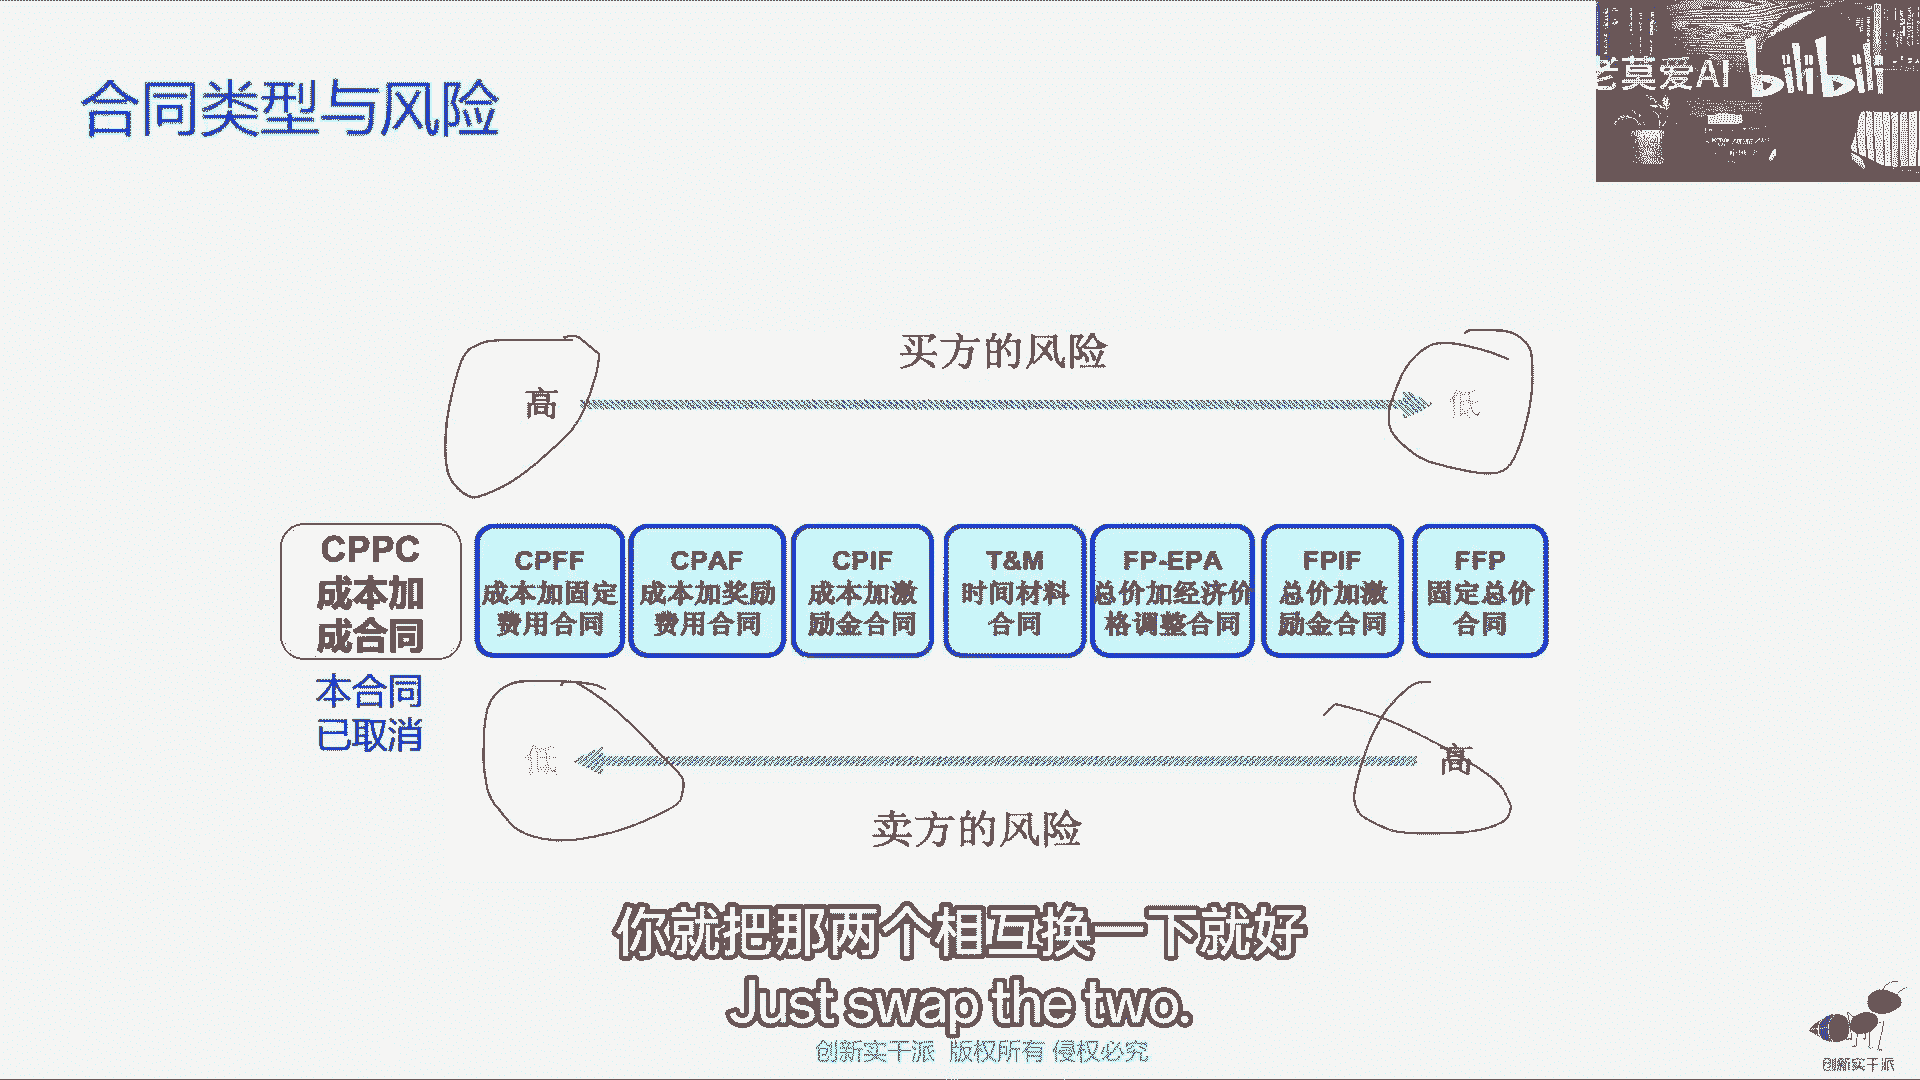 合同类型与风险
老莫爱AI bilibili
买方的风险
高
低
CPPC
成本加
成合同
CPFF
成本加固定
费用合同
CPAF
成本加奖励
费用合同
CPIF
成本加激
励金合同
T&M
时间材料
合同
FP-EPA
总价加经济价
格调整合同
FPIF
总价加激
励金合同
FFP
固定总价
合同
本合同
已取消
低
高
卖方的风险
你就把那两个相互换一下就好
Just swap the two.
创新实干派 版权所有 侵权必究
创新实干派